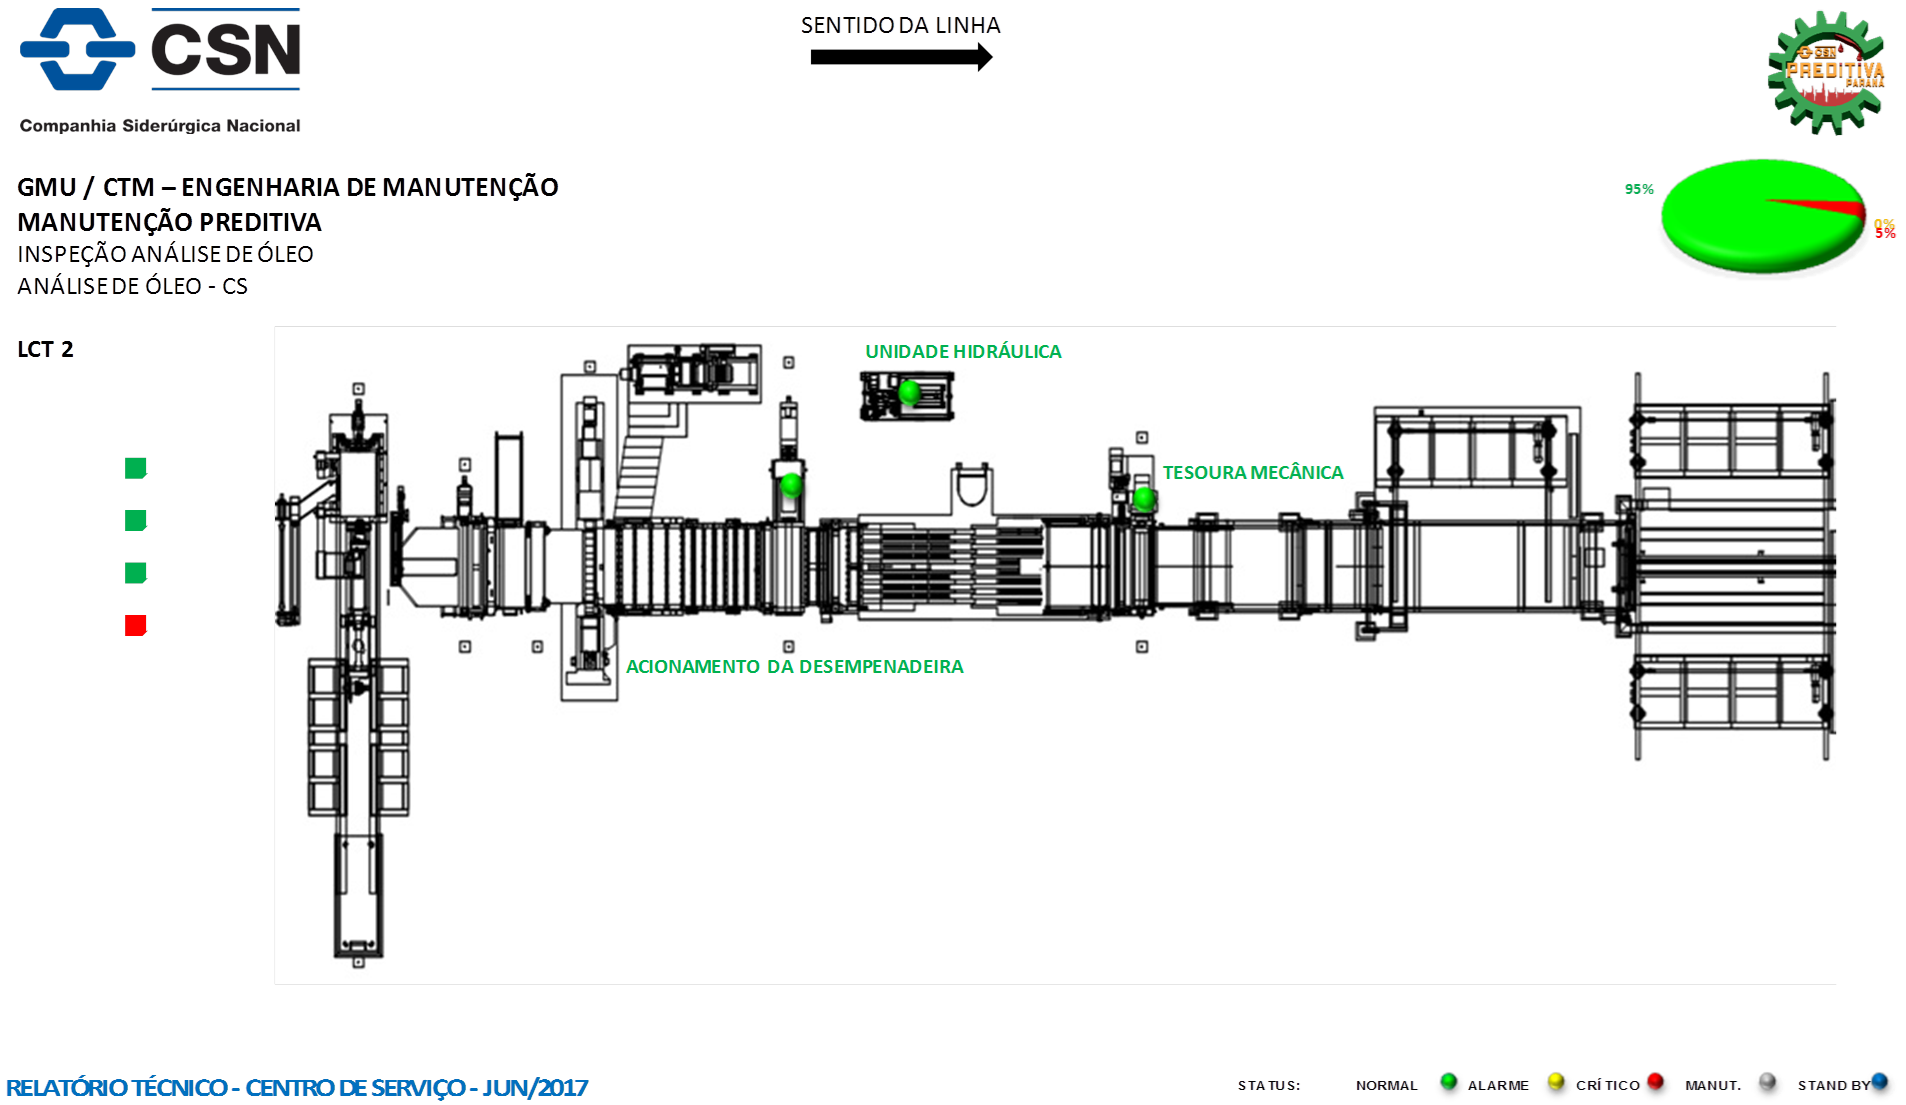 CSN
Companhia Siderúrgica Nacional
SENTIDO DA LINHA
CSN
PREDITIVA
PARANÁ
GMU / CTM – ENGENHARIA DE MANUTENÇÃO
MANUTENÇÃO PREDITIVA
INSPEÇÃO ANÁLISE DE ÓLEO
ANÁLISE DE ÓLEO - CS
95%
0%
5%
LCT 2
UNIDADE HIDRÁULICA
TESOURA MECÂNICA
ACIONAMENTO DA DESEMPENADEIRA
RELATÓRIO TÉCNICO - CENTRO DE SERVIÇO - JUN/2017
STATUS: NORMAL ALARME CRÍTICO MANUT. STAND BY